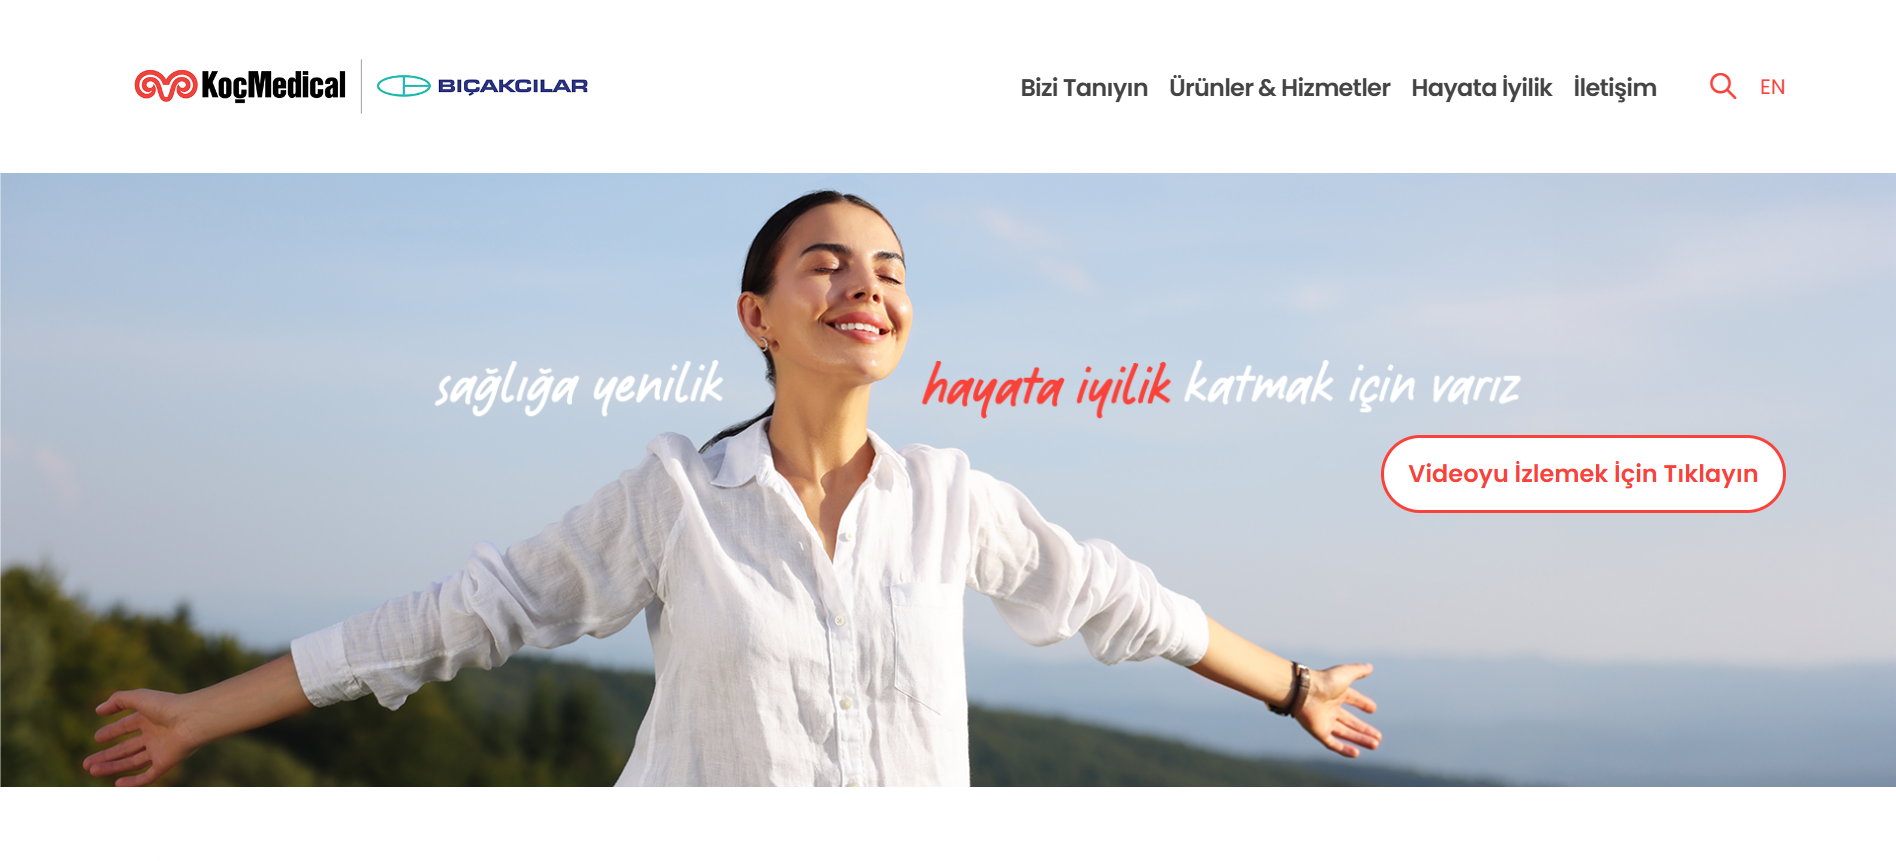 KoçMedical BIÇAKCILAR Bizi Tanıyın Ürünler & Hizmetler Hayata İyilik İletişim EN
sağlığa yenilik hayata iyilik katmak için varız
Videoyu İzlemek İçin Tıklayın